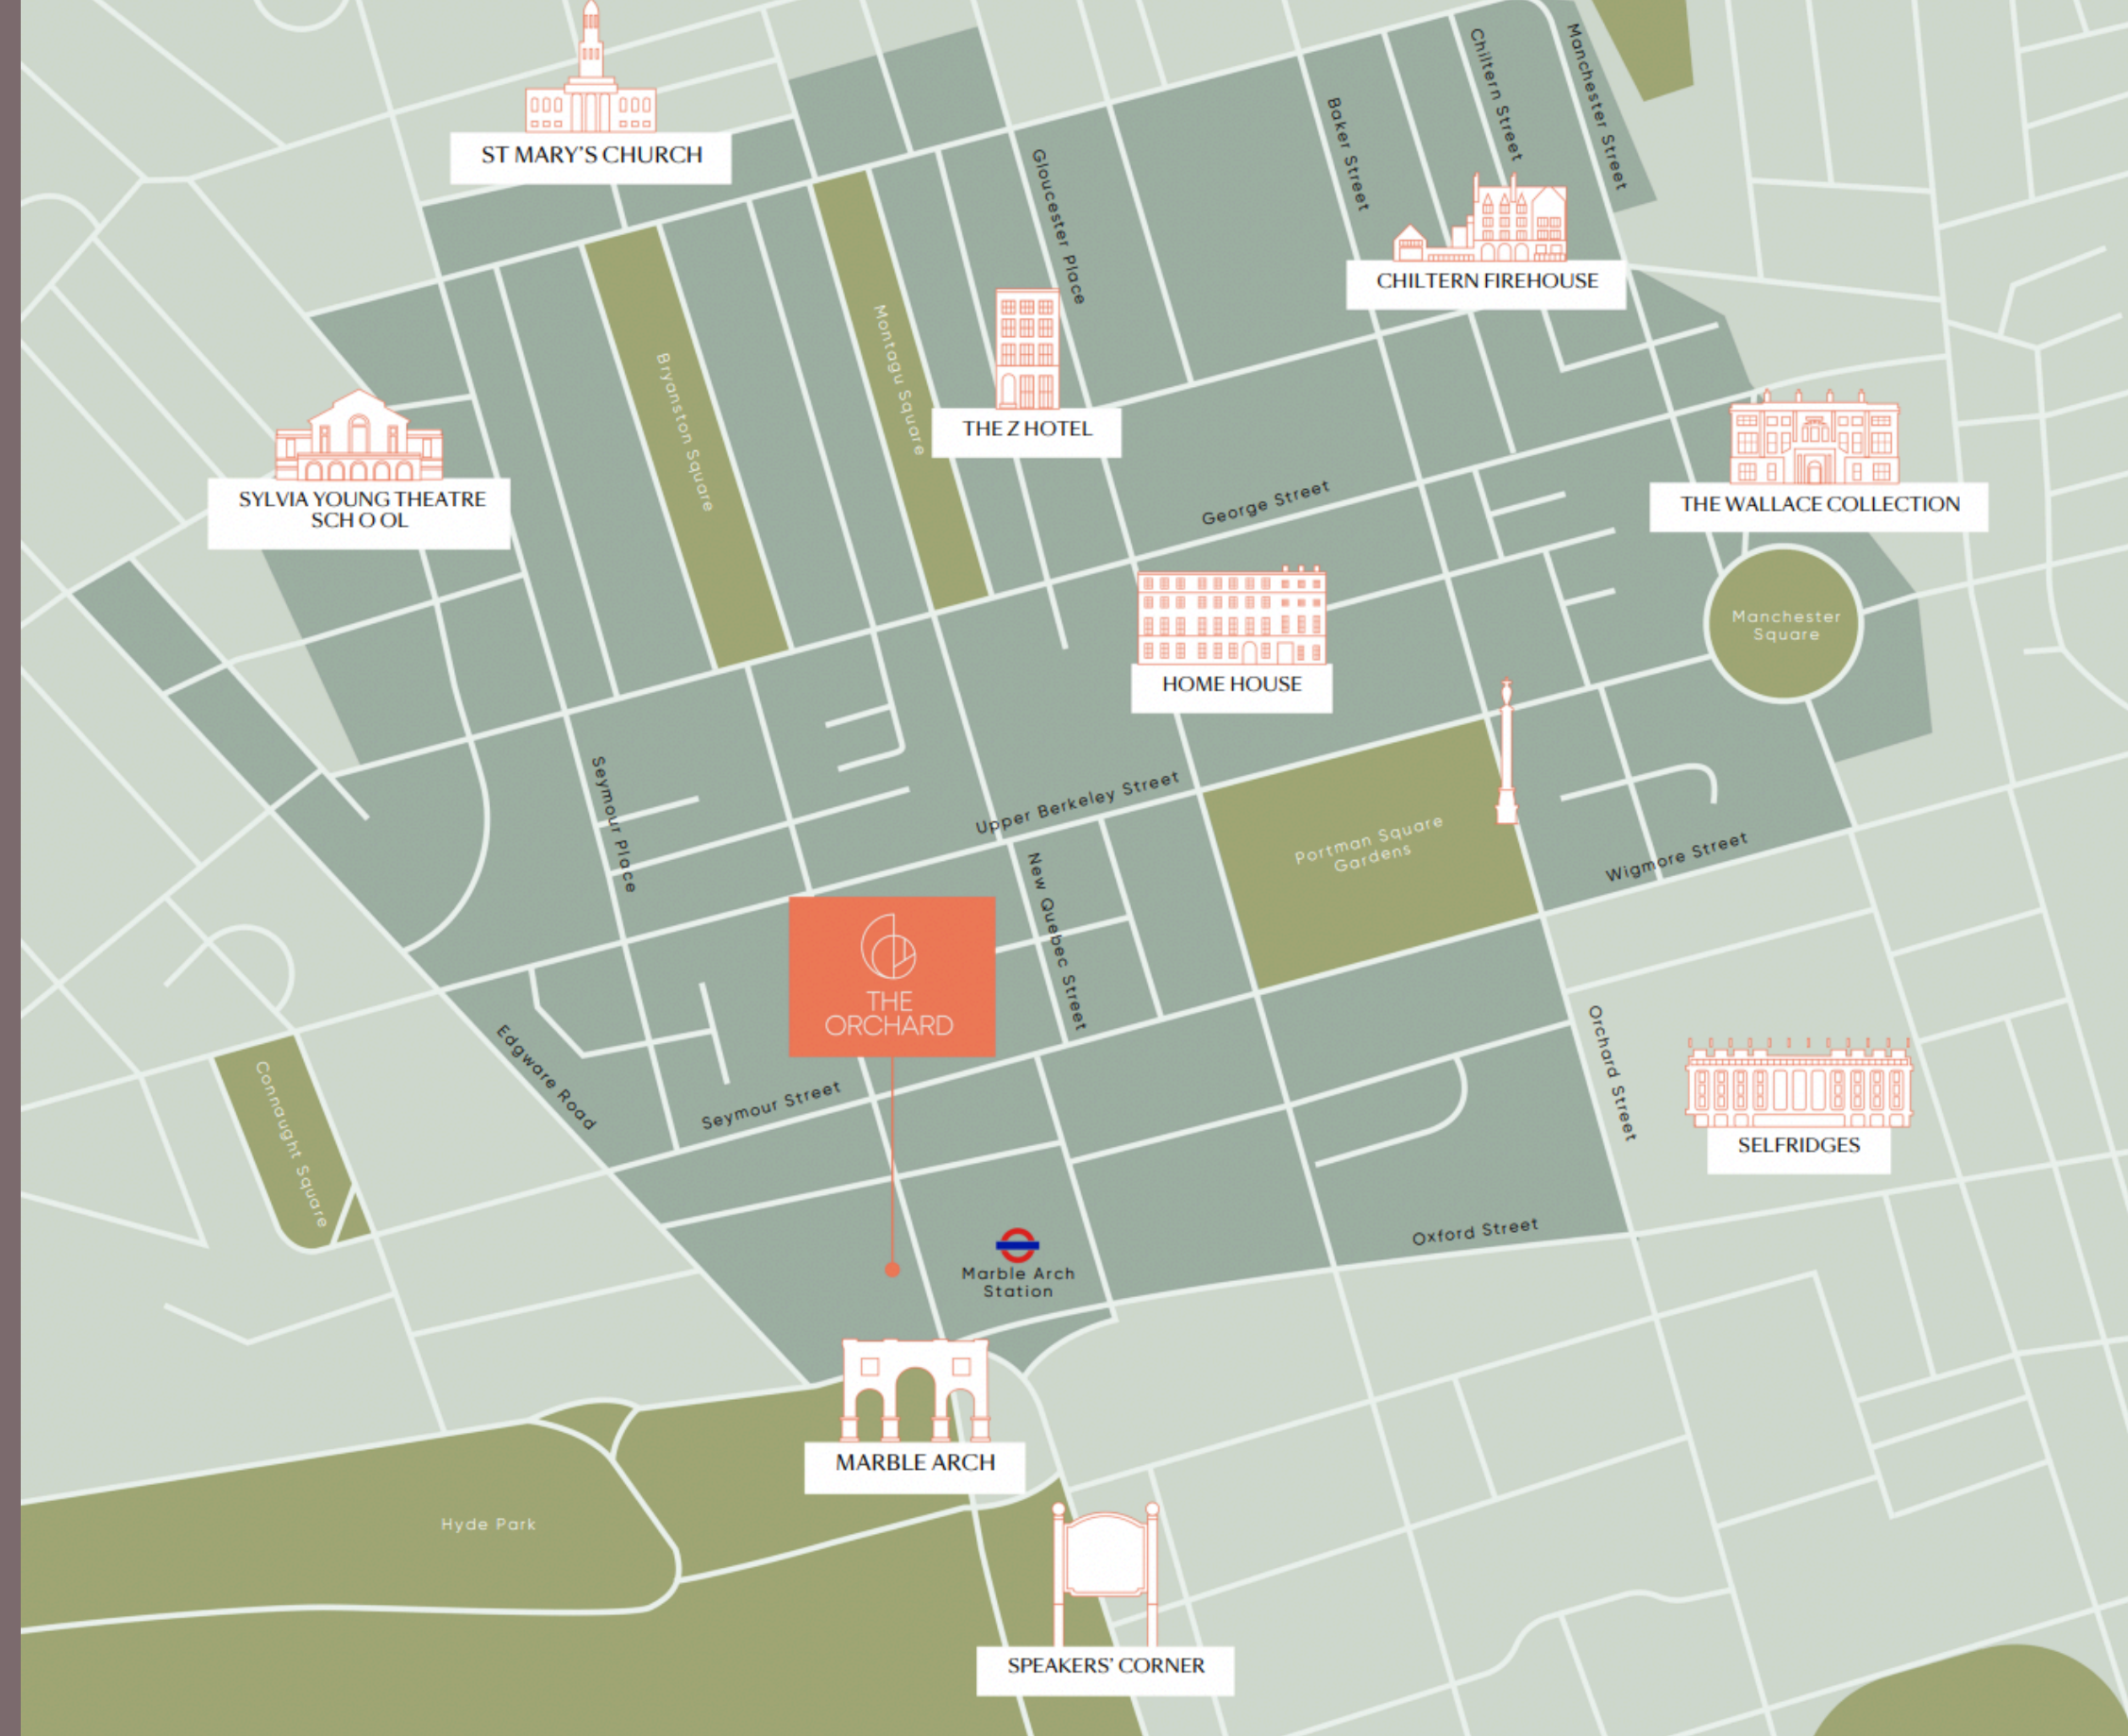 Chiltern Street
Manchester Street
ST MARY'S CHURCH
Baker Street
Gloucester Place
CHILTERN FIREHOUSE
Montagu Square
Bryanston Square
THE Z HOTEL
SYLVIA YOUNG THEATRE
SCH O OL
George Street
THE WALLACE COLLECTION
Manchester
Square
HOME HOUSE
Seymour Place
Upper Berkeley Street
Portman Square
Gardens
Wigmore Street
New Quebec Street
THE
ORCHARD
Edgware Road
Connaught Square
Seymour Street
Orchard Street
SELFRIDGES
Oxford Street
Marble Arch
Station
MARBLE ARCH
Hyde Park
SPEAKERS' CORNER